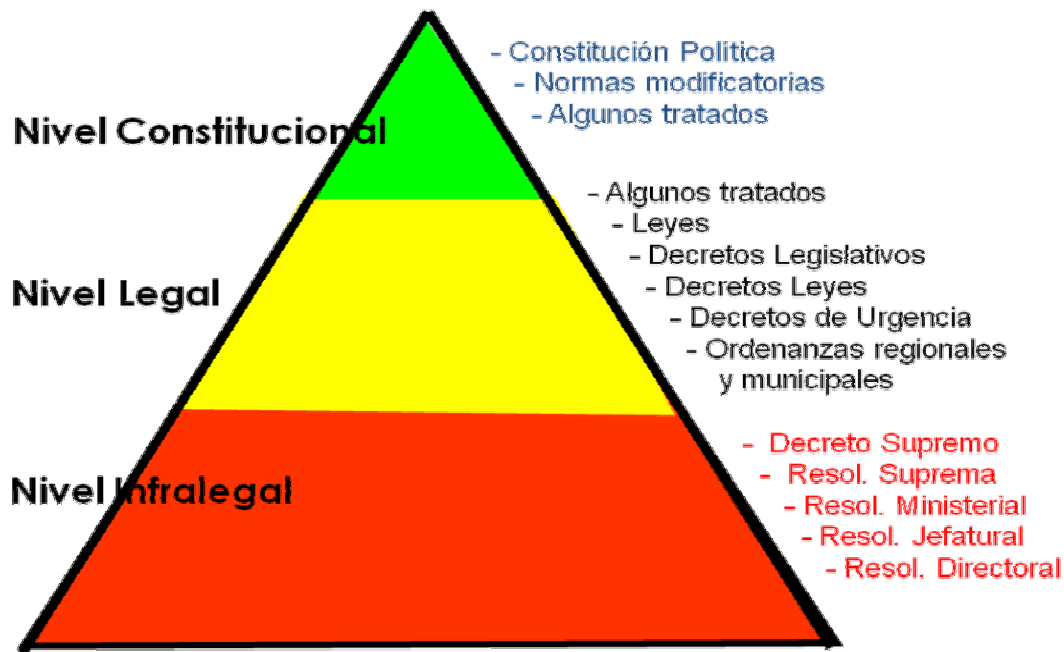 - Constitución Política
- Normas modificatorias
- Algunos tratados
Nivel Constitucional
- Algunos tratados
- Leyes
- Decretos Legislativos
- Decretos Leyes
- Decretos de Urgencia
- Ordenanzas regionales
y municipales
Nivel Legal
- Decreto Supremo
- Resol. Suprema
- Resol. Ministerial
- Resol. Jefatural
- Resol. Directoral
Nivel Infralegal